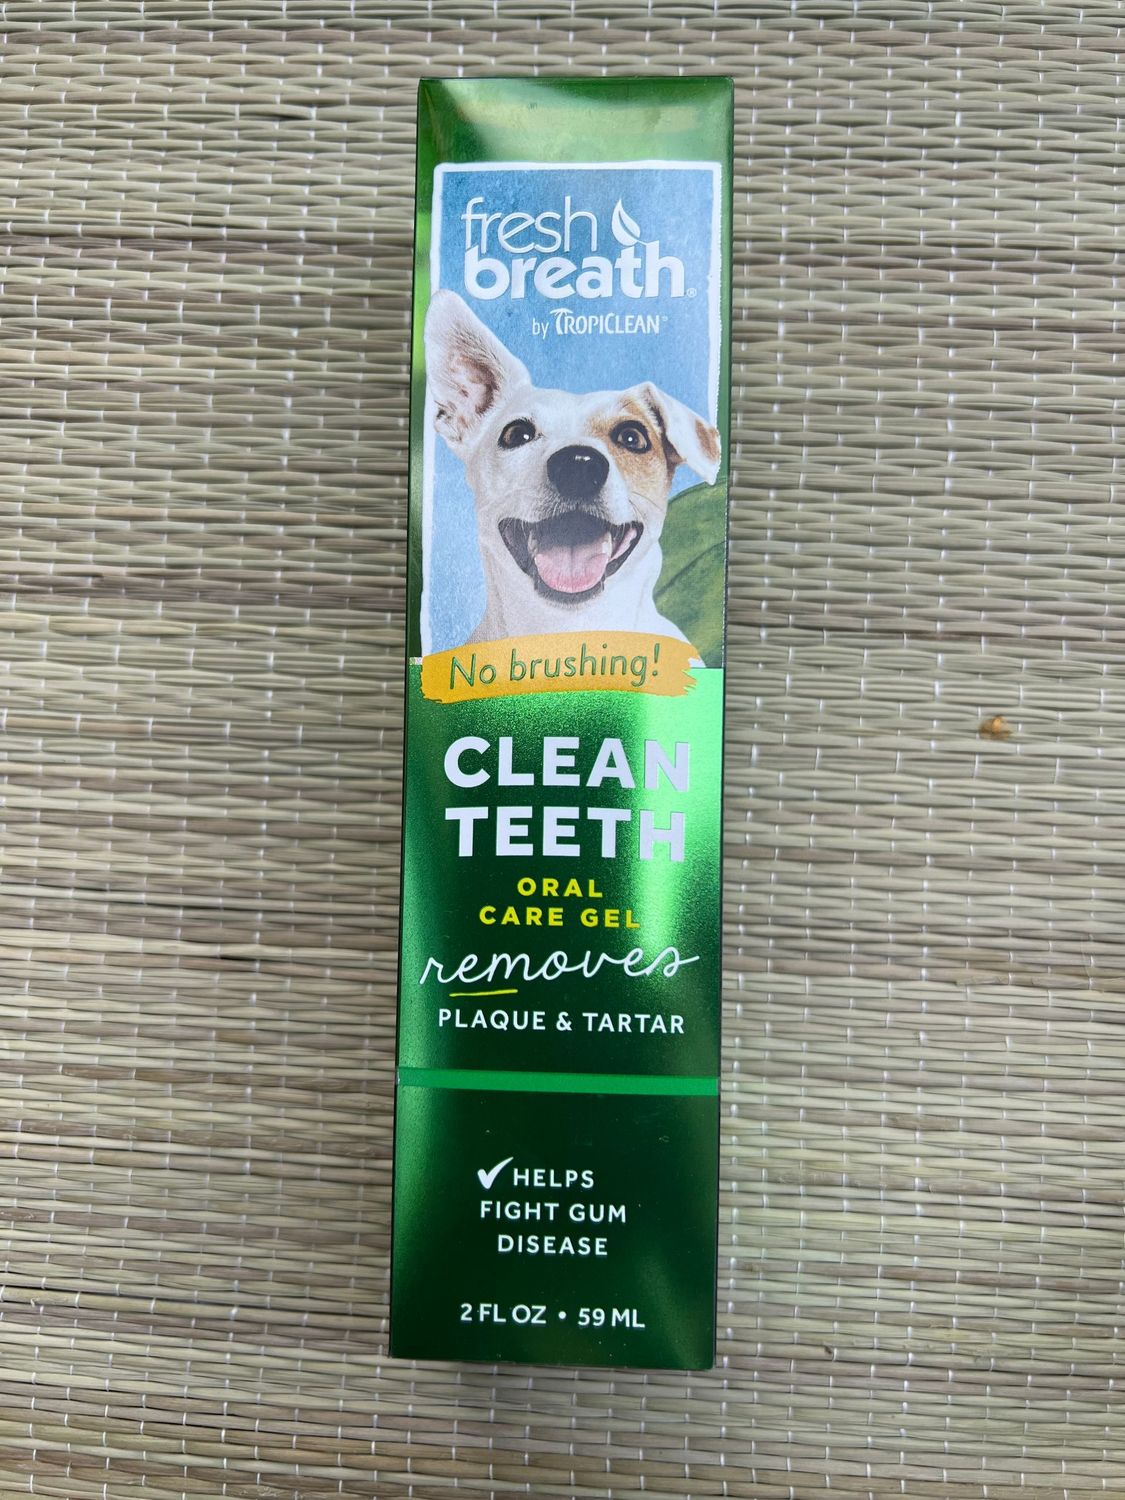 fresh
breath®
by TROPICLEAN®
No brushing!
CLEAN
TEETH
ORAL
CARE GEL
removes
PLAQUE & TARTAR
✓HELPS
FIGHT GUM
DISEASE
2 FL OZ • 59 ML